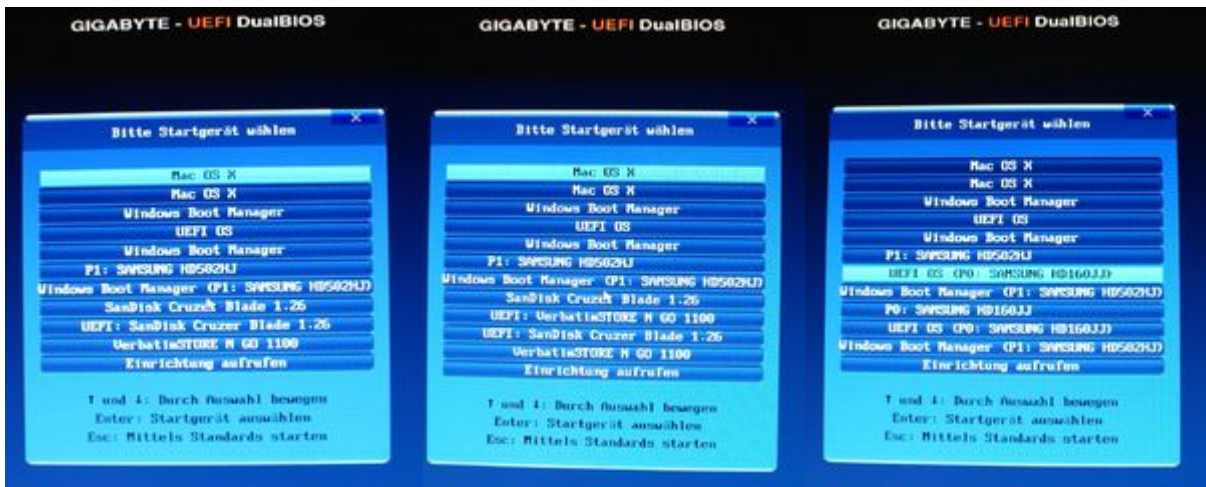 GIGABYTE - UEFI DualBIOS
Bitte Startgerät wählen
Mac OS X
Mac OS X
Windows Boot Manager
UEFI OS
Windows Boot Manager
P1: SAMSUNG HD502HJ
Windows Boot Manager (P1: SAMSUNG HD502HJ)
SanDisk Cruzer Blade 1.26
UEFI: SanDisk Cruzer Blade 1.26
VerbatimSTORE N GO 1100
Einrichtung aufrufen
↑ und ↓: Durch Auswahl bewegen
Enter: Startgerät auswählen
Esc: Mittels Standards starten
GIGABYTE - UEFI DualBIOS
Bitte Startgerät wählen
Mac OS X
Mac OS X
Windows Boot Manager
UEFI OS
Windows Boot Manager
P1: SAMSUNG HD502HJ
Windows Boot Manager (P1: SAMSUNG HD502HJ)
SanDisk Cruzer Blade 1.26
UEFI: VerbatimSTORE N GO 1100
UEFI: SanDisk Cruzer Blade 1.26
VerbatimSTORE N GO 1100
Einrichtung aufrufen
↑ und ↓: Durch Auswahl bewegen
Enter: Startgerät auswählen
Esc: Mittels Standards starten
GIGABYTE - UEFI DualBIOS
Bitte Startgerät wählen
Mac OS X
Mac OS X
Windows Boot Manager
UEFI OS
Windows Boot Manager
P1: SAMSUNG HD502HJ
UEFI OS (P0: SAMSUNG HD160JJ)
Windows Boot Manager (P1: SAMSUNG HD502HJ)
P0: SAMSUNG HD160JJ
UEFI OS (P0: SAMSUNG HD160JJ)
Windows Boot Manager (P1: SAMSUNG HD502HJ)
Einrichtung aufrufen
↑ und ↓: Durch Auswahl bewegen
Enter: Startgerät auswählen
Esc: Mittels Standards starten